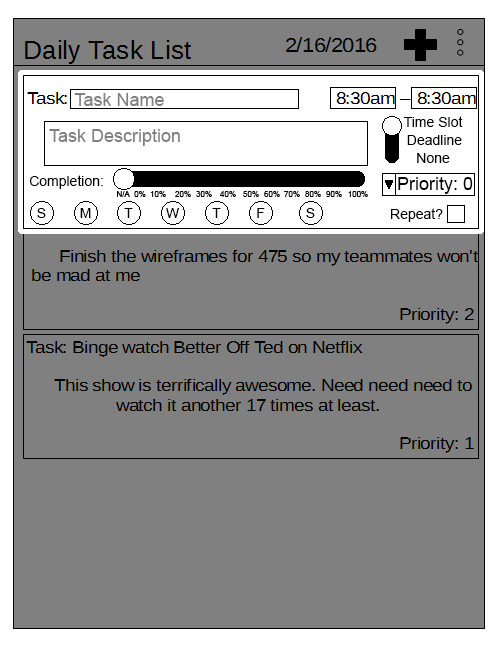 Daily Task List 2/16/2016
Task: Task Name 8:30am – 8:30am
Task Description
Time Slot
Deadline
None
Completion:
N/A 0% 10% 20% 30% 40% 50% 60% 70% 80% 90% 100%
Priority: 0
S M T W T F S
Repeat?
Finish the wireframes for 475 so my teammates won't
be mad at me
Priority: 2
Task: Binge watch Better Off Ted on Netflix
This show is terrifically awesome. Need need need to
watch it another 17 times at least.
Priority: 1